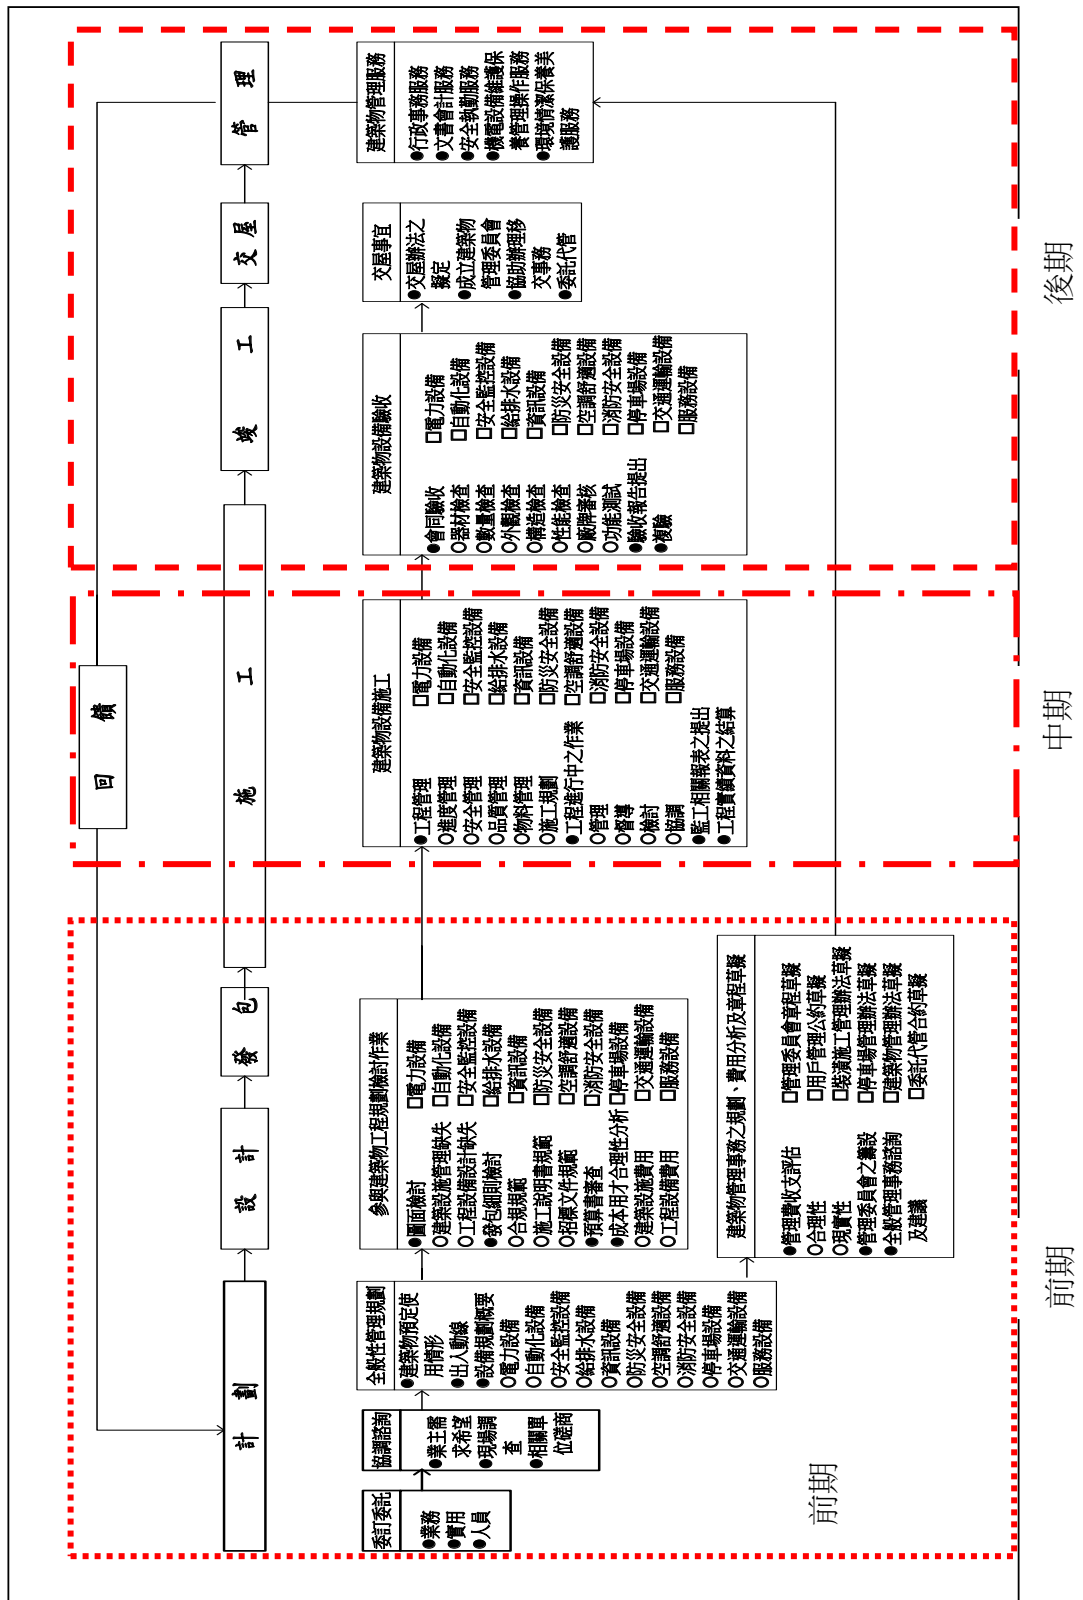 回饋
計劃
設計
發包
施工
竣工
交屋
管理
委訂委託
●業務
●實用
●人員
協調諮詢
●業主需
求希望
●現場調
查
●相關單
位磋商
全般性管理規劃
●建築物預定使
用情形
●出入動線
●設備規劃概要
○電力設備
○自動化設備
○安全監控設備
○給排水設備
○資訊設備
○防災安全設備
○空調舒適設備
○消防安全設備
○停車場設備
○交通運輸設備
○服務設備
參與建築物工程規劃檢討作業
●圖面檢討
○建築設施管理缺失
○工程設備設計缺失
●發包細則檢討
○合規規範
○施工說明書規範
○招標文件規範
●預算書審查
●成本用才合理性分析
○建築設施費用
○工程設備費用
□電力設備
□自動化設備
□安全監控設備
□給排水設備
□資訊設備
□防災安全設備
□空調舒適設備
□消防安全設備
□停車場設備
□交通運輸設備
□服務設備
建築物管理事務之規劃、費用分析及章程草擬
●管理費收支評估
○合理性
○現實性
●管理委員會之籌設
●全般管理事務諮詢
及建議
□管理委員會章程草擬
□用戶管理公約草擬
□裝潢施工管理辦法草擬
□停車場管理辦法草擬
□建築物管理辦法草擬
□委託代管合約草擬
建築物設備施工
●工程管理
○進度管理
○安全管理
○品質管理
○物料管理
○施工規劃
●工程進行中之作業
○管理
○督導
○檢討
○協調
●監工相關報表之提出
●工程實績資料之結算
□電力設備
□自動化設備
□安全監控設備
□給排水設備
□資訊設備
□防災安全設備
□空調舒適設備
□消防安全設備
□停車場設備
□交通運輸設備
□服務設備
建築物設備驗收
●會同驗收
○器材檢查
○數量檢查
○外觀檢查
○構造檢查
○性能檢查
○廠牌審核
○功能測試
●驗收報告提出
●複驗
□電力設備
□自動化設備
□安全監控設備
□給排水設備
□資訊設備
□防災安全設備
□空調舒適設備
□消防安全設備
□停車場設備
□交通運輸設備
□服務設備
交屋事宜
●交屋辦法之
擬定
●成立建築物
管理委員會
●協助辦理移
交事務
●委託代管
建築物管理服務
●行政事務服務
●文書會計服務
●安全執勤服務
●機電設備維護保
養管理操作服務
●環境情潔保養美
護服務
前期
前期
中期
後期